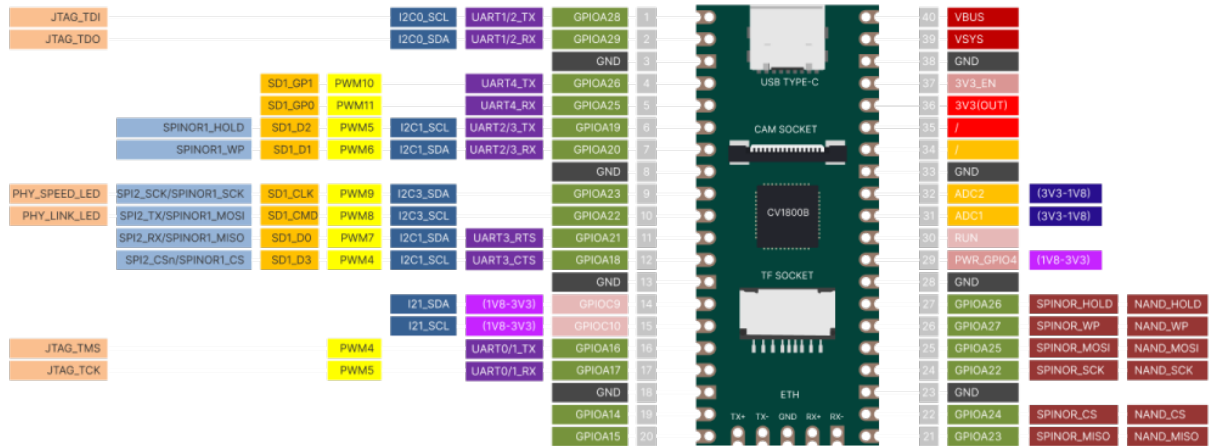 JTAG_TDI I2C0_SCL UART1/2_TX GPIOA28 1 40 VBUS
JTAG_TDO I2C0_SDA UART1/2_RX GPIOA29 2 39 VSYS
GND 3 38 GND
SD1_GP1 PWM10 UART4_TX GPIOA26 4 USB TYPE-C 37 3V3_EN
SD1_GP0 PWM11 UART4_RX GPIOA25 5 36 3V3(OUT)
SPINOR1_HOLD SD1_D2 PWM5 I2C1_SCL UART2/3_TX GPIOA19 6 CAM SOCKET 35 /
SPINOR1_WP SD1_D1 PWM6 I2C1_SDA UART2/3_RX GPIOA20 7 34 /
GND 8 33 GND
PHY_SPEED_LED SPI2_SCK/SPINOR1_SCK SD1_CLK PWM9 I2C3_SDA GPIOA23 9 32 ADC2 (3V3-1V8)
PHY_LINK_LED SPI2_TX/SPINOR1_MOSI SD1_CMD PWM8 I2C3_SCL GPIOA22 10 CV1800B 31 ADC1 (3V3-1V8)
SPI2_RX/SPINOR1_MISO SD1_D0 PWM7 I2C1_SDA UART3_RTS GPIOA21 11 30 RUN
SPI2_CSn/SPINOR1_CS SD1_D3 PWM4 I2C1_SCL UART3_CTS GPIOA18 12 29 PWR_GPIO4 (1V8-3V3)
GND 13 TF SOCKET 28 GND
I21_SDA (1V8-3V3) GPIOC9 14 27 GPIOA26 SPINOR_HOLD NAND_HOLD
I21_SCL (1V8-3V3) GPIOC10 15 26 GPIOA27 SPINOR_WP NAND_WP
JTAG_TMS PWM4 UART0/1_TX GPIOA16 16 25 GPIOA25 SPINOR_MOSI NAND_MOSI
JTAG_TCK PWM5 UART0/1_RX GPIOA17 17 24 GPIOA22 SPINOR_SCK NAND_SCK
GND 18 ETH 23 GND
GPIOA14 19 TX+ TX- GND RX+ RX- 22 GPIOA24 SPINOR_CS NAND_CS
GPIOA15 20 21 GPIOA23 SPINOR_MISO NAND_MISO